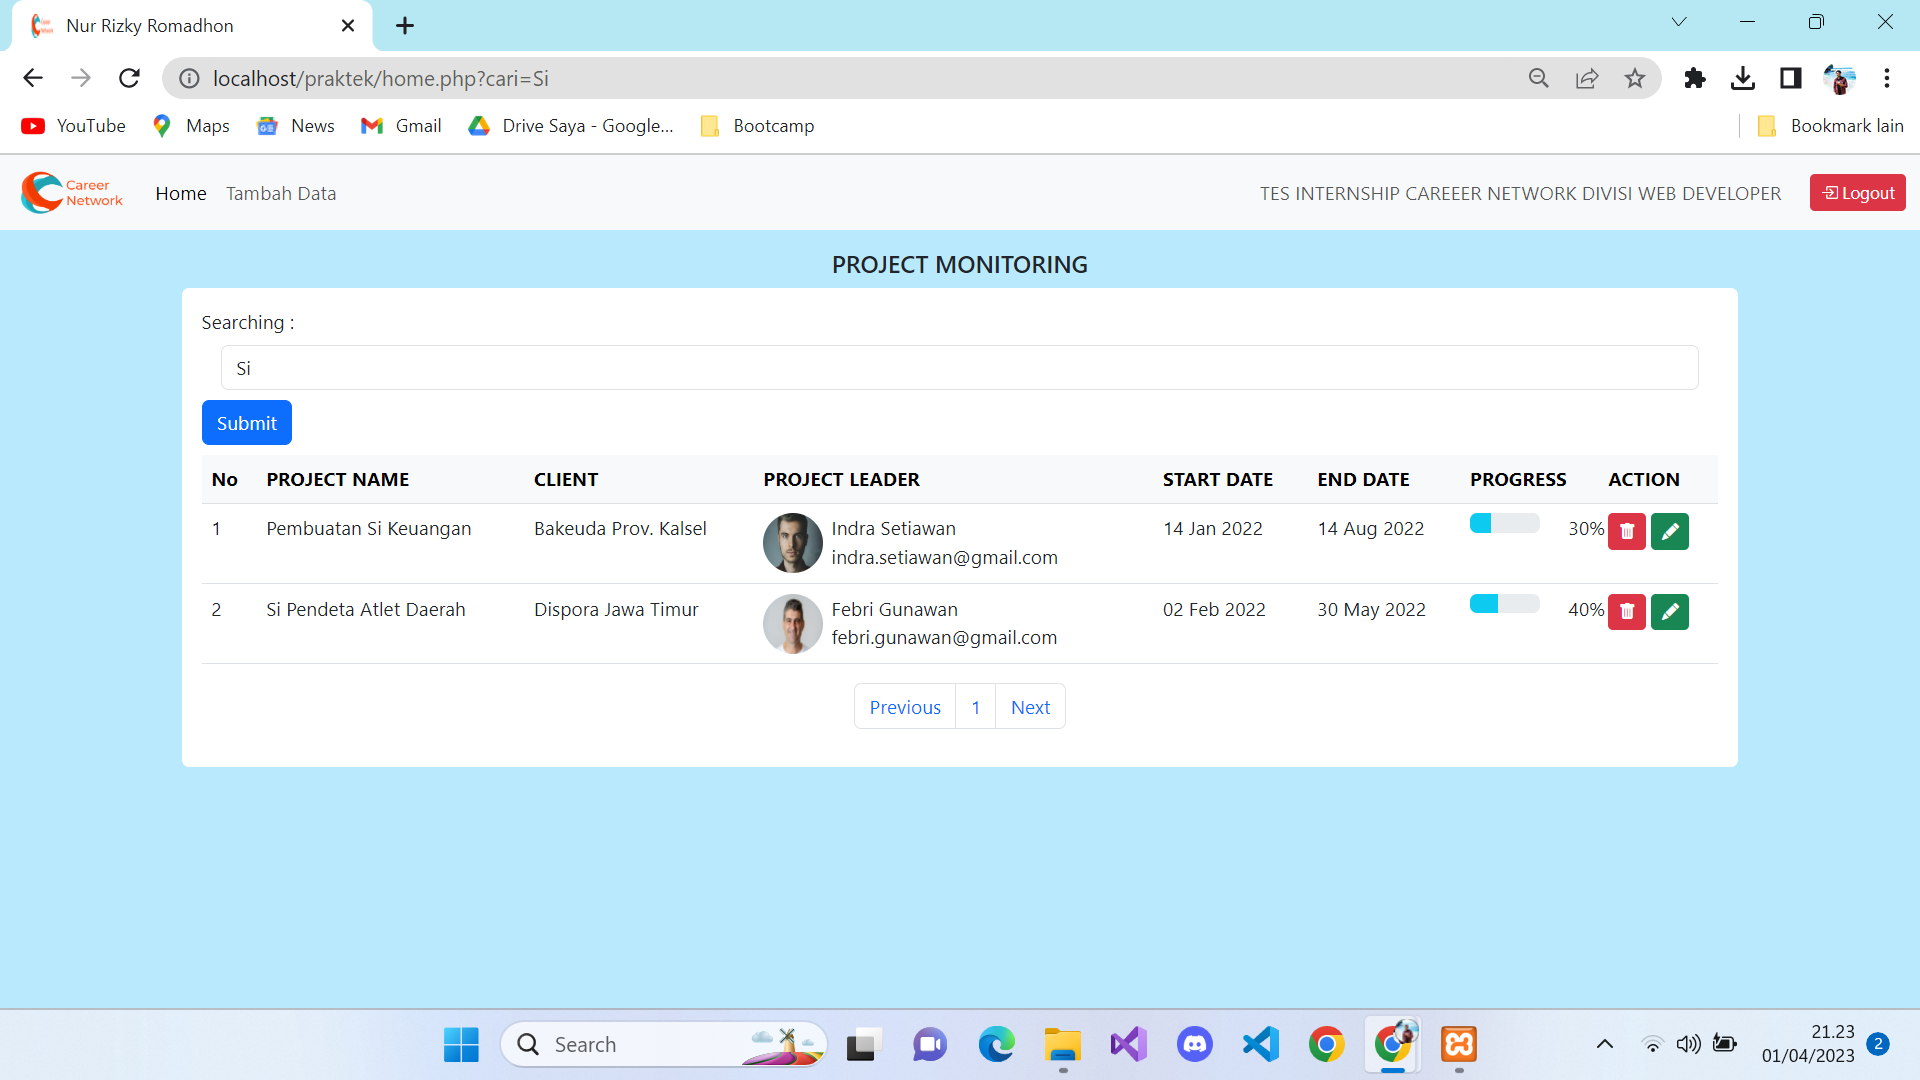 Nur Rizky Romadhon
localhost/praktek/home.php?cari=Si
YouTube Maps News Gmail Drive Saya - Google... Bootcamp Bookmark lain
Career
Network
Home Tambah Data TES INTERNSHIP CAREEER NETWORK DIVISI WEB DEVELOPER Logout
PROJECT MONITORING
Searching :
Si
Submit
No PROJECT NAME CLIENT PROJECT LEADER START DATE END DATE PROGRESS ACTION
1 Pembuatan Si Keuangan Bakeuda Prov. Kalsel Indra Setiawan 14 Jan 2022 14 Aug 2022 30%
indra.setiawan@gmail.com
2 Si Pendeta Atlet Daerah Dispora Jawa Timur Febri Gunawan 02 Feb 2022 30 May 2022 40%
febri.gunawan@gmail.com
Previous 1 Next
Search
21.23
01/04/2023
2